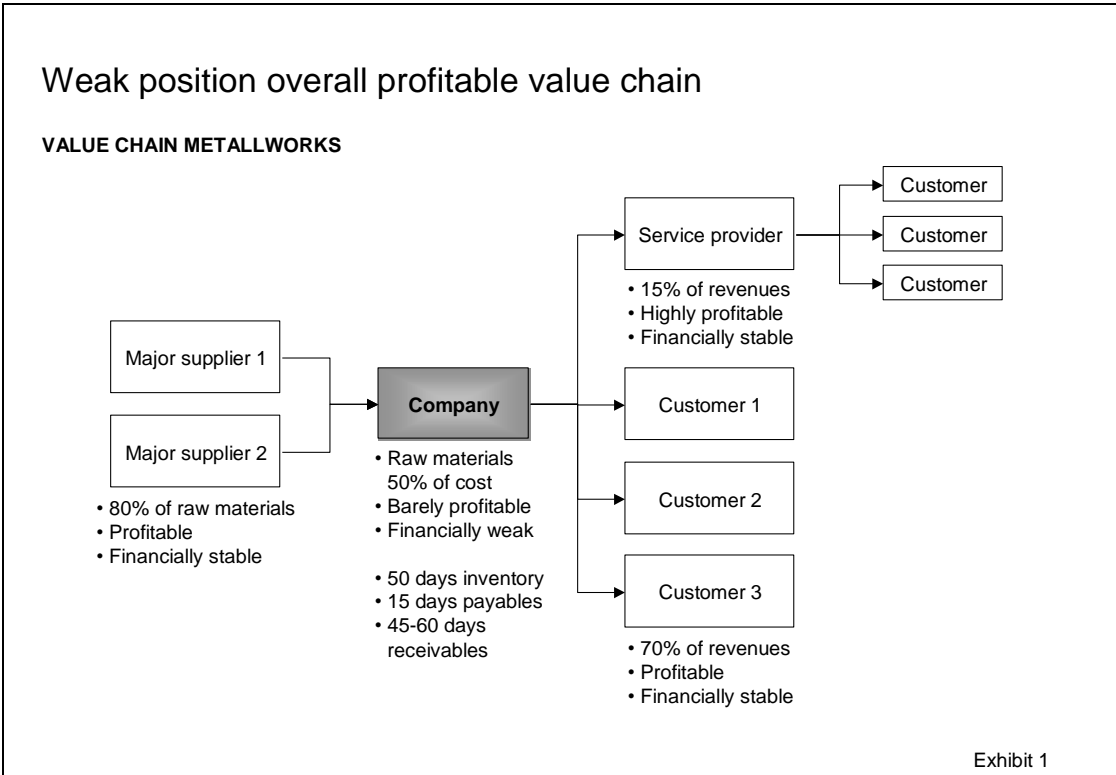 Weak position overall profitable value chain
VALUE CHAIN METALLWORKS
Customer
Customer
Customer
Service provider
• 15% of revenues
• Highly profitable
• Financially stable
Major supplier 1
Major supplier 2
• 80% of raw materials
• Profitable
• Financially stable
Company
• Raw materials
50% of cost
• Barely profitable
• Financially weak
• 50 days inventory
• 15 days payables
• 45-60 days
receivables
Customer 1
Customer 2
Customer 3
• 70% of revenues
• Profitable
• Financially stable
Exhibit 1